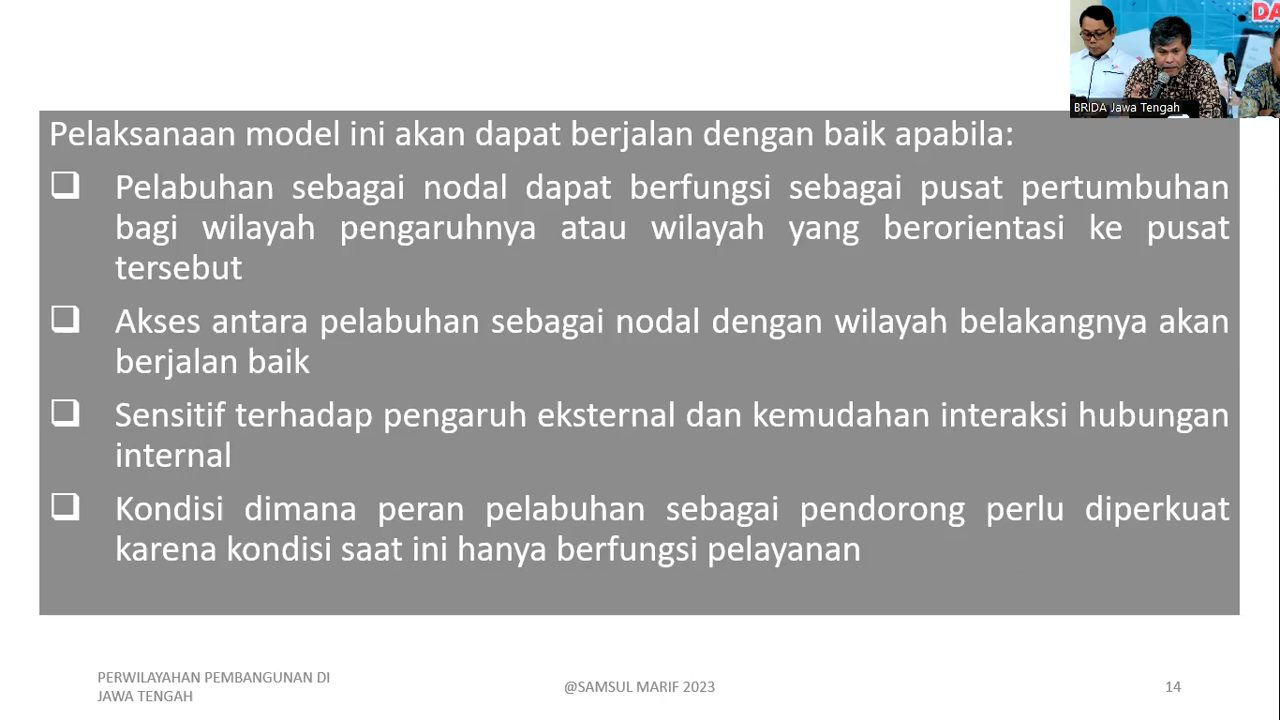 DA
BRIDA Jawa Tengah
Pelaksanaan model ini akan dapat berjalan dengan baik apabila:
Pelabuhan sebagai nodal dapat berfungsi sebagai pusat pertumbuhan
bagi wilayah pengaruhnya atau wilayah yang berorientasi ke pusat
tersebut
Akses antara pelabuhan sebagai nodal dengan wilayah belakangnya akan
berjalan baik
Sensitif terhadap pengaruh eksternal dan kemudahan interaksi hubungan
internal
Kondisi dimana peran pelabuhan sebagai pendorong perlu diperkuat
karena kondisi saat ini hanya berfungsi pelayanan
PERWILAYAHAN PEMBANGUNAN DI
JAWA TENGAH
@SAMSUL MARIF 2023
14